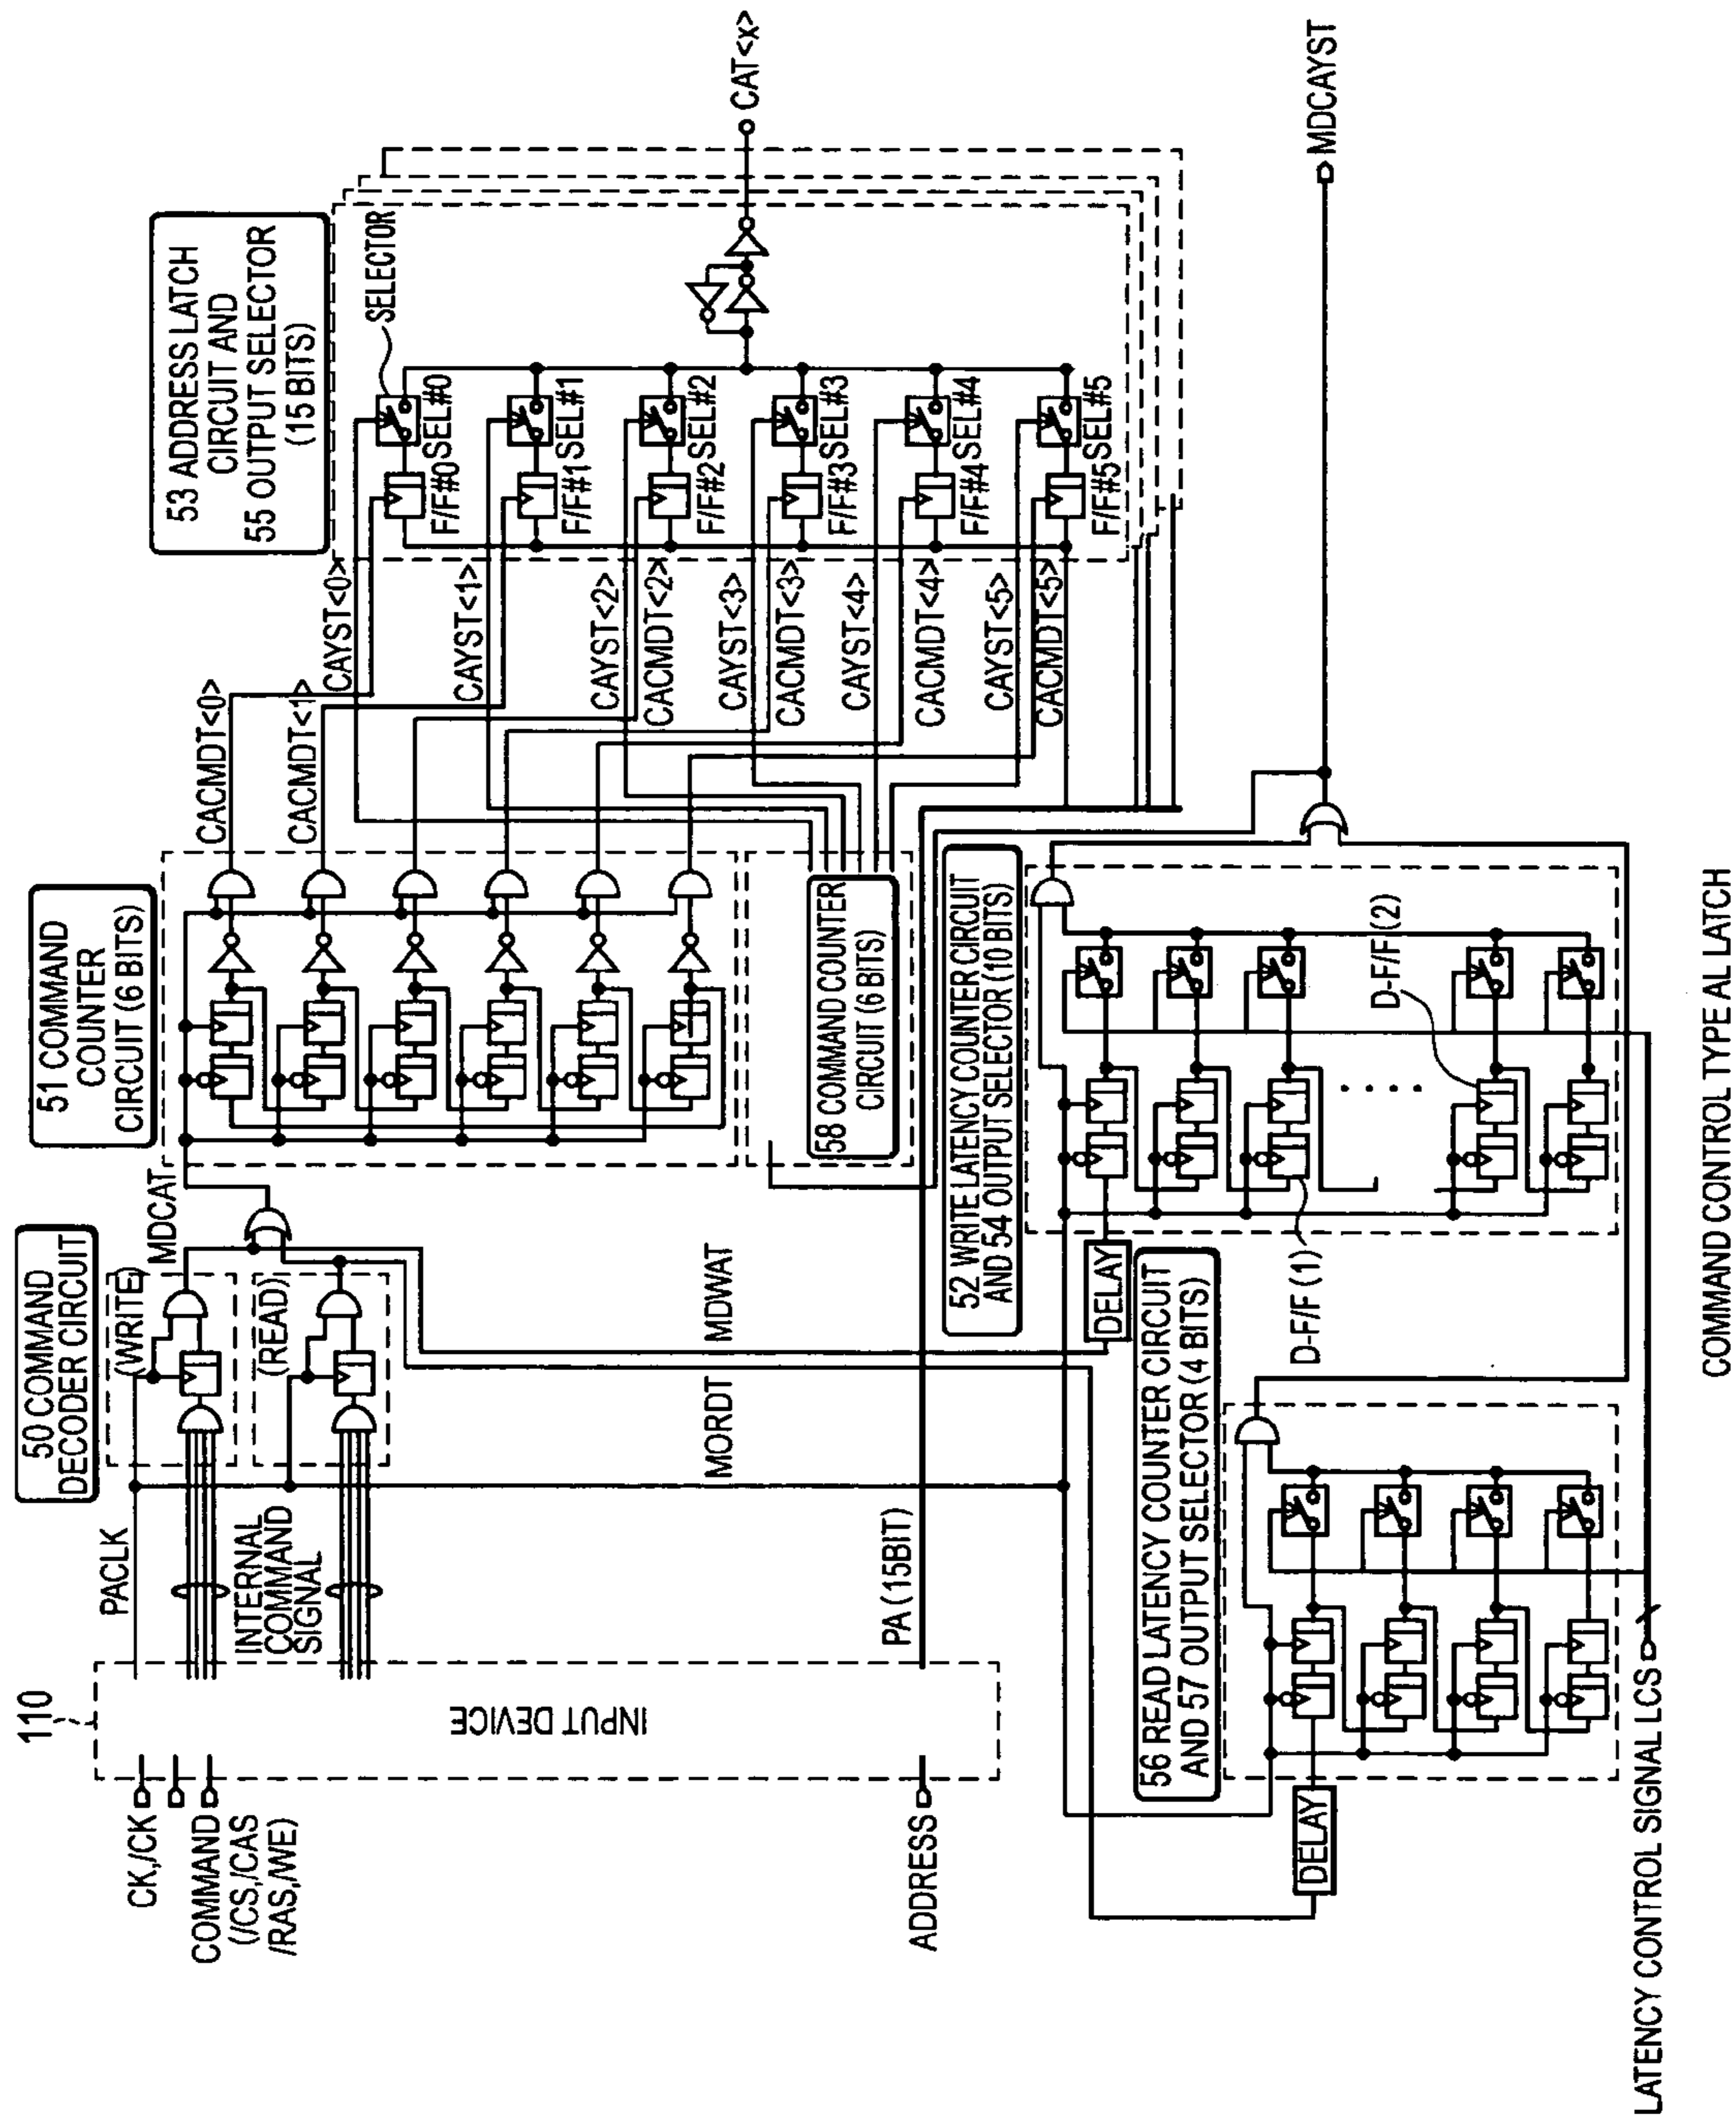 53 ADDRESS LATCH
CIRCUIT AND
55 OUTPUT SELECTOR
(15 BITS)
SELECTOR
CAT<x>
F/F#0
SEL#0
F/F#1
SEL#1
F/F#2
SEL#2
F/F#3
SEL#3
F/F#4
SEL#4
F/F#5
SEL#5
51 COMMAND
COUNTER
CIRCUIT (6 BITS)
CACMDT<0>
CAYST<0>
CACMDT<1>
CAYST<1>
CAYST<2>
CACMDT<2>
CAYST<3>
CACMDT<3>
CAYST<4>
CACMDT<4>
CAYST<5>
CACMDT<5>
58 COMMAND COUNTER
CIRCUIT (6 BITS)
MDCAYST
50 COMMAND
DECODER CIRCUIT
(WRITE)
(READ)
MDCAT
MDWAT
MORDT
PACLK
INTERNAL
COMMAND
SIGNAL
PA (15BIT)
110
INPUT DEVICE
CK,/CK
COMMAND
(/CS,/CAS
/RAS,/WE)
ADDRESS
52 WRITE LATENCY COUNTER CIRCUIT
AND 54 OUTPUT SELECTOR (10 BITS)
DELAY
D-F/F (1)
D-F/F (2)
56 READ LATENCY COUNTER CIRCUIT
AND 57 OUTPUT SELECTOR (4 BITS)
DELAY
LATENCY CONTROL SIGNAL LCS
COMMAND CONTROL TYPE AL LATCH